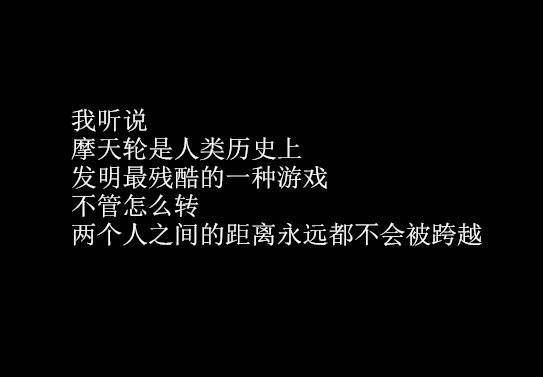 我听说
摩天轮是人类历史上
发明最残酷的一种游戏
不管怎么转
两个人之间的距离永远都不会被跨越